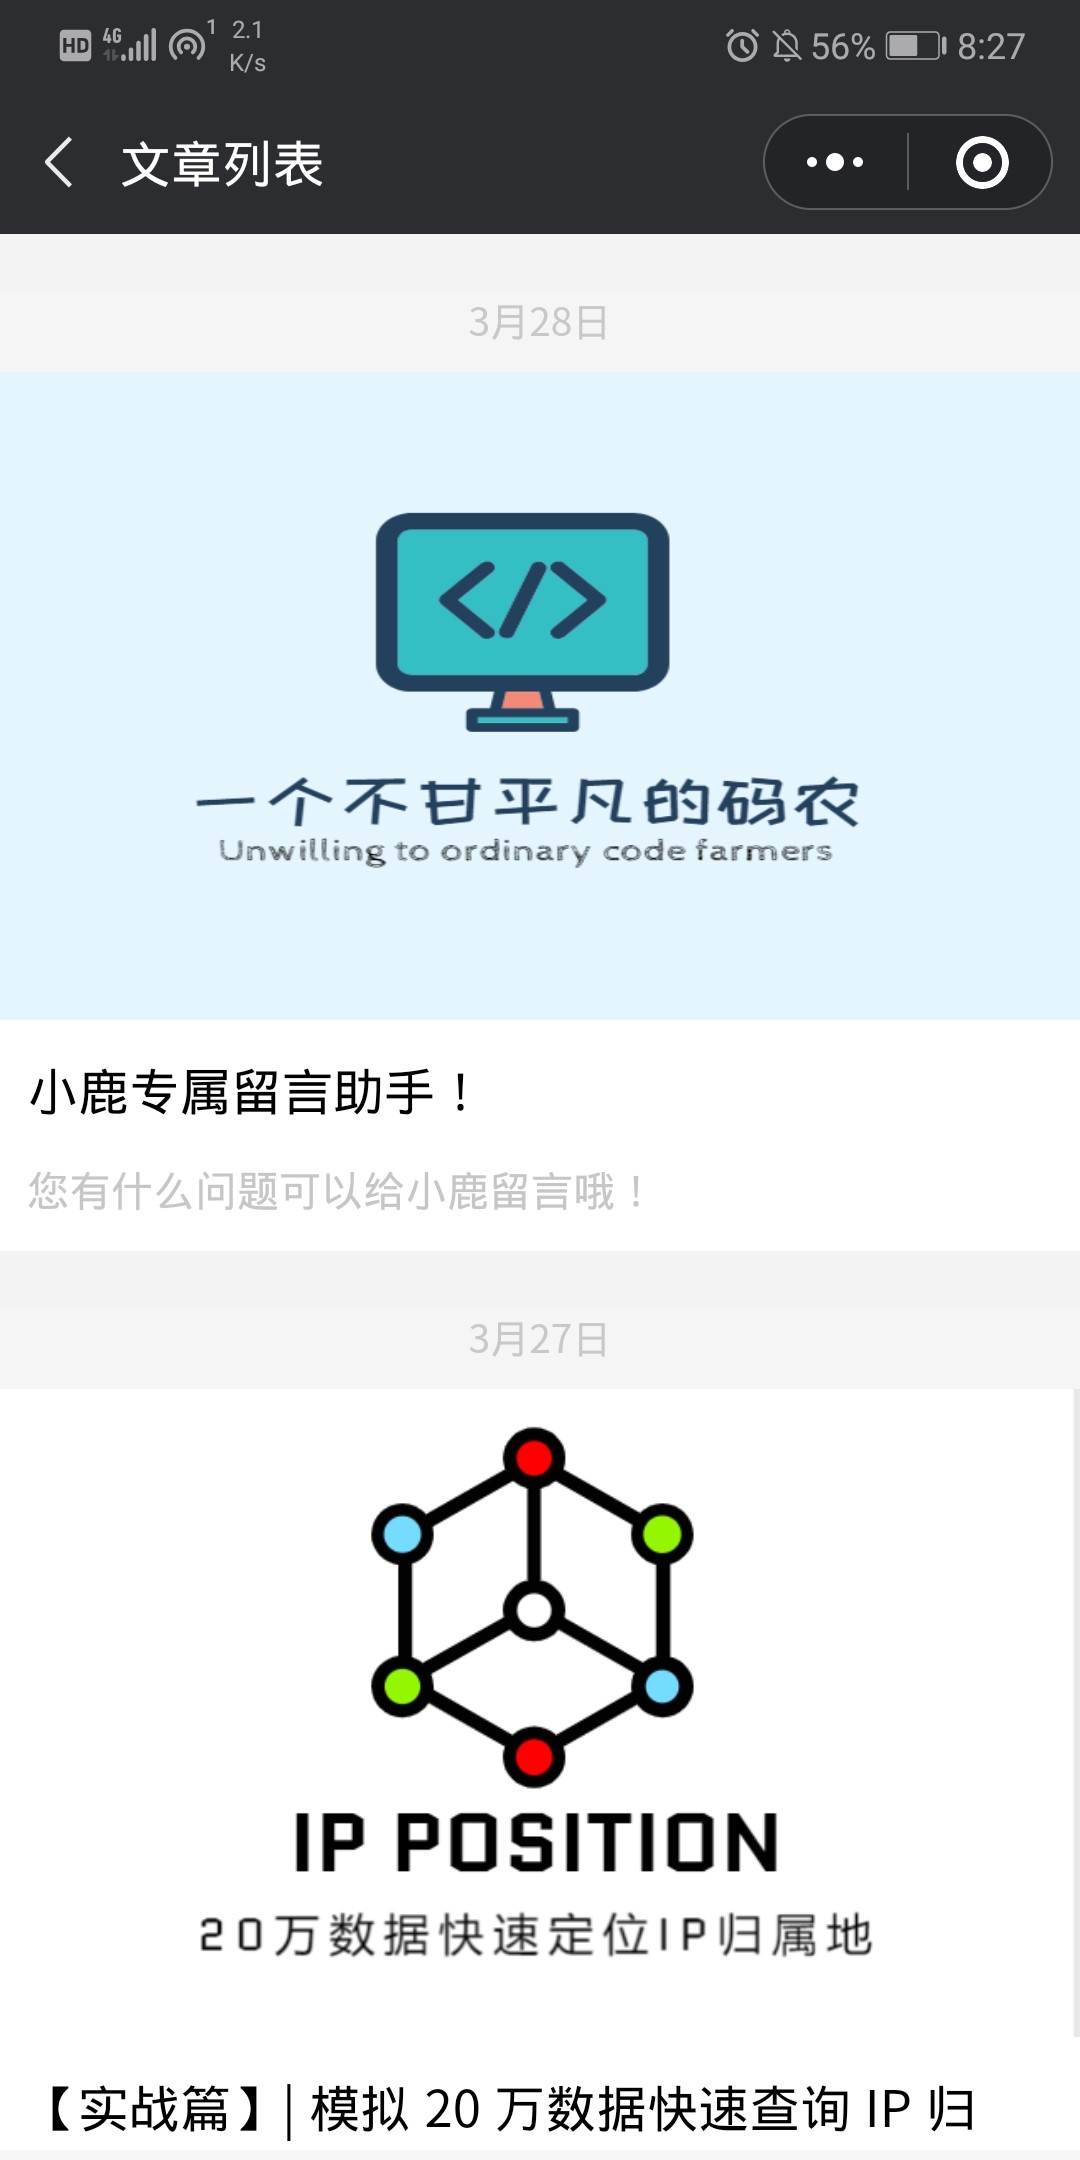 HD 4G 1 2.1 K/s 56% 8:27
文章列表
3月28日
</>
一个不甘平凡的码农
Unwilling to ordinary code farmers
小鹿专属留言助手！
您有什么问题可以给小鹿留言哦！
3月27日
IP POSITION
20万数据快速定位IP归属地
【实战篇】| 模拟 20 万数据快速查询 IP 归